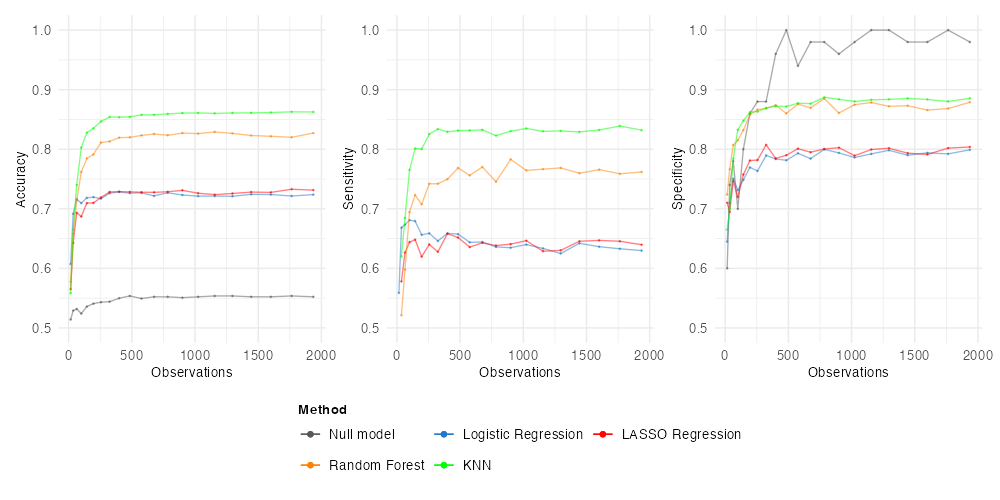 1.0
0.9
0.8
0.7
0.6
0.5
Accuracy
0 500 1000 1500 2000
Observations
1.0
0.9
0.8
0.7
0.6
0.5
Sensitivity
0 500 1000 1500 2000
Observations
1.0
0.9
0.8
0.7
0.6
0.5
Specificity
0 500 1000 1500 2000
Observations
Method
Null model Logistic Regression LASSO Regression
Random Forest KNN